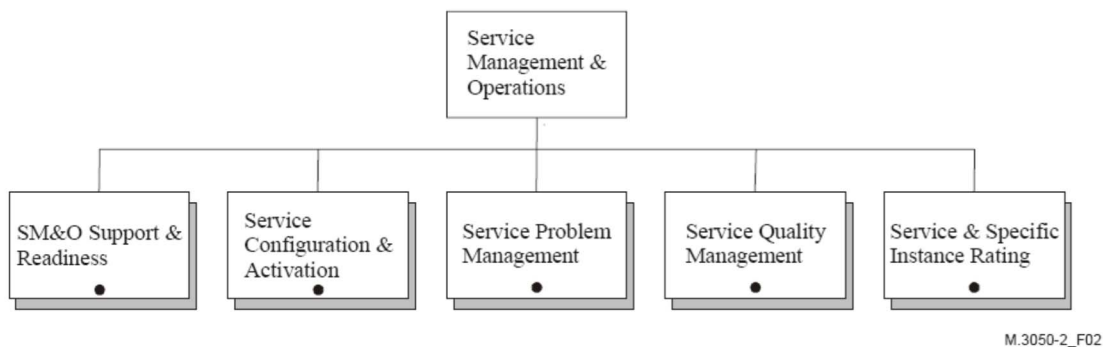 Service
Management &
Operations
SM&O Support &
Readiness
Service
Configuration &
Activation
Service Problem
Management
Service Quality
Management
Service & Specific
Instance Rating
M.3050-2_F02